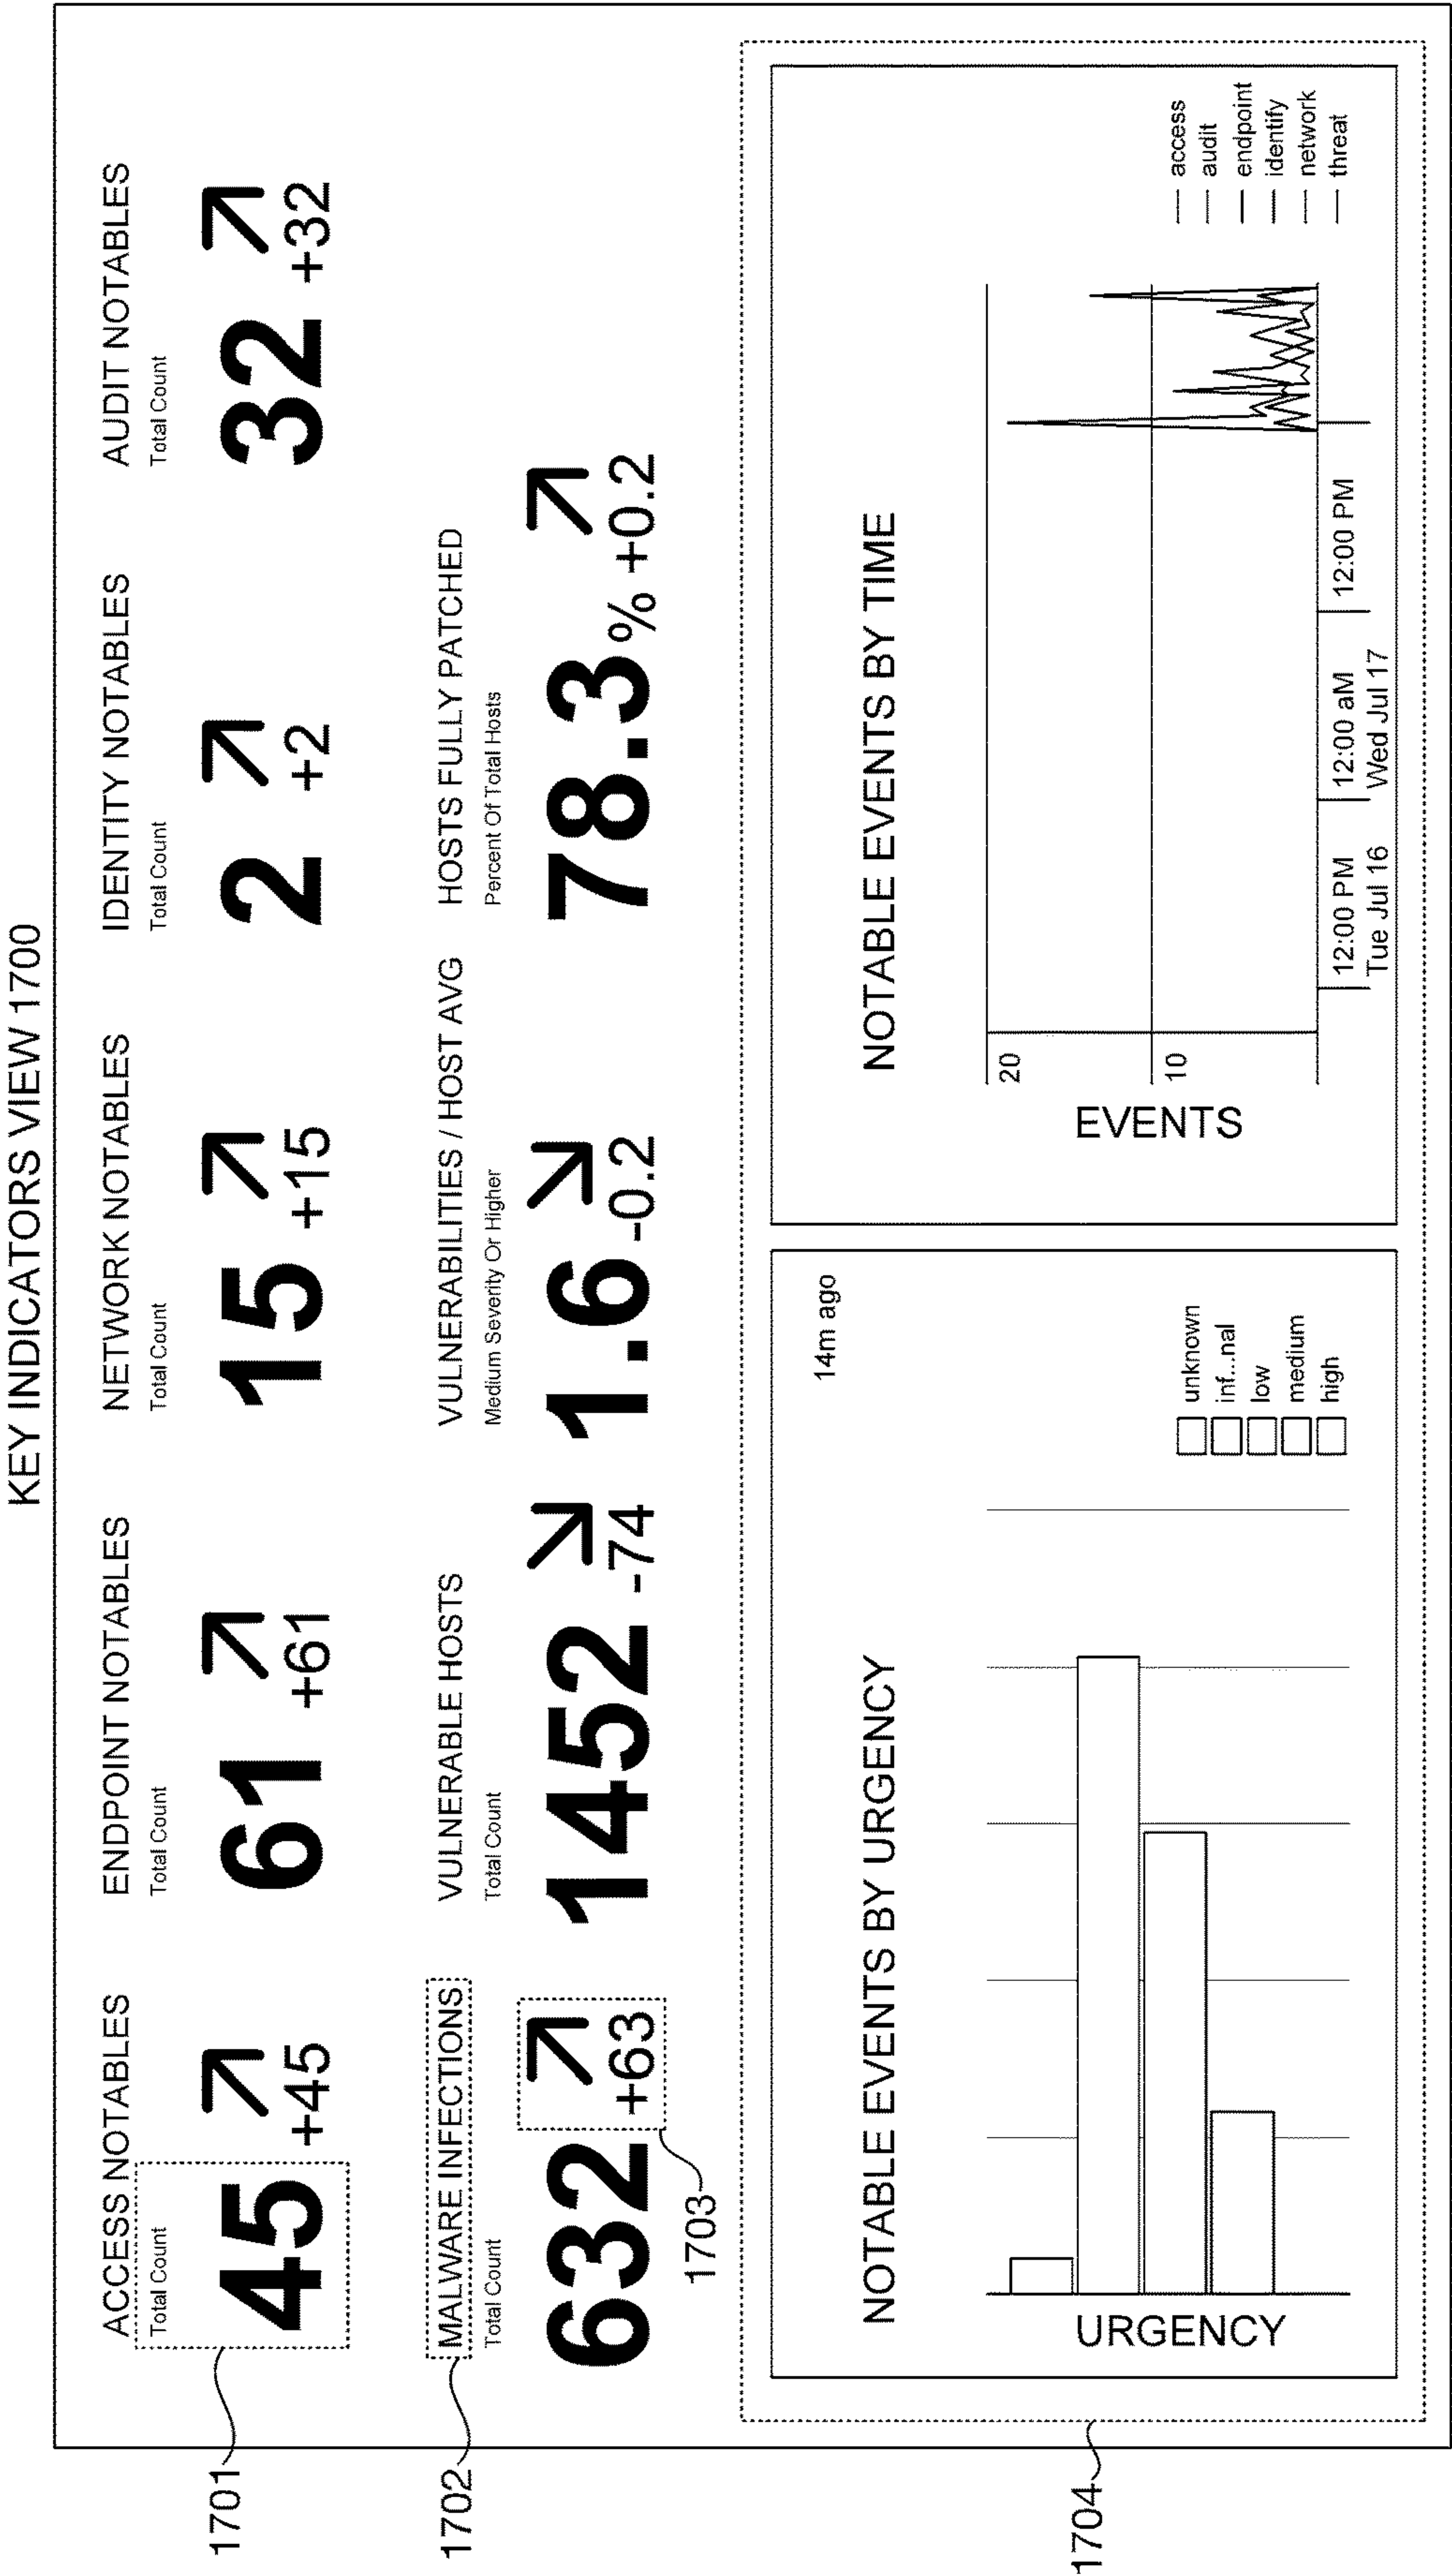 KEY INDICATORS VIEW 1700
ACCESS NOTABLES
Total Count
45 +45
ENDPOINT NOTABLES
Total Count
61 +61
NETWORK NOTABLES
Total Count
15 +15
IDENTITY NOTABLES
Total Count
2 +2
AUDIT NOTABLES
Total Count
32 +32
1701
MALWARE INFECTIONS
Total Count
632 +63
VULNERABLE HOSTS
Total Count
1452 -74
VULNERABILITIES / HOST AVG
Medium Severity Or Higher
1.6 -0.2
HOSTS FULLY PATCHED
Percent Of Total Hosts
78.3% +0.2
1702
1703
14m ago
NOTABLE EVENTS BY URGENCY
URGENCY
unknown
inf...nal
low
medium
high
NOTABLE EVENTS BY TIME
EVENTS
20
10
12:00 PM
Tue Jul 16
12:00 aM
Wed Jul 17
12:00 PM
access
audit
endpoint
identify
network
threat
1704